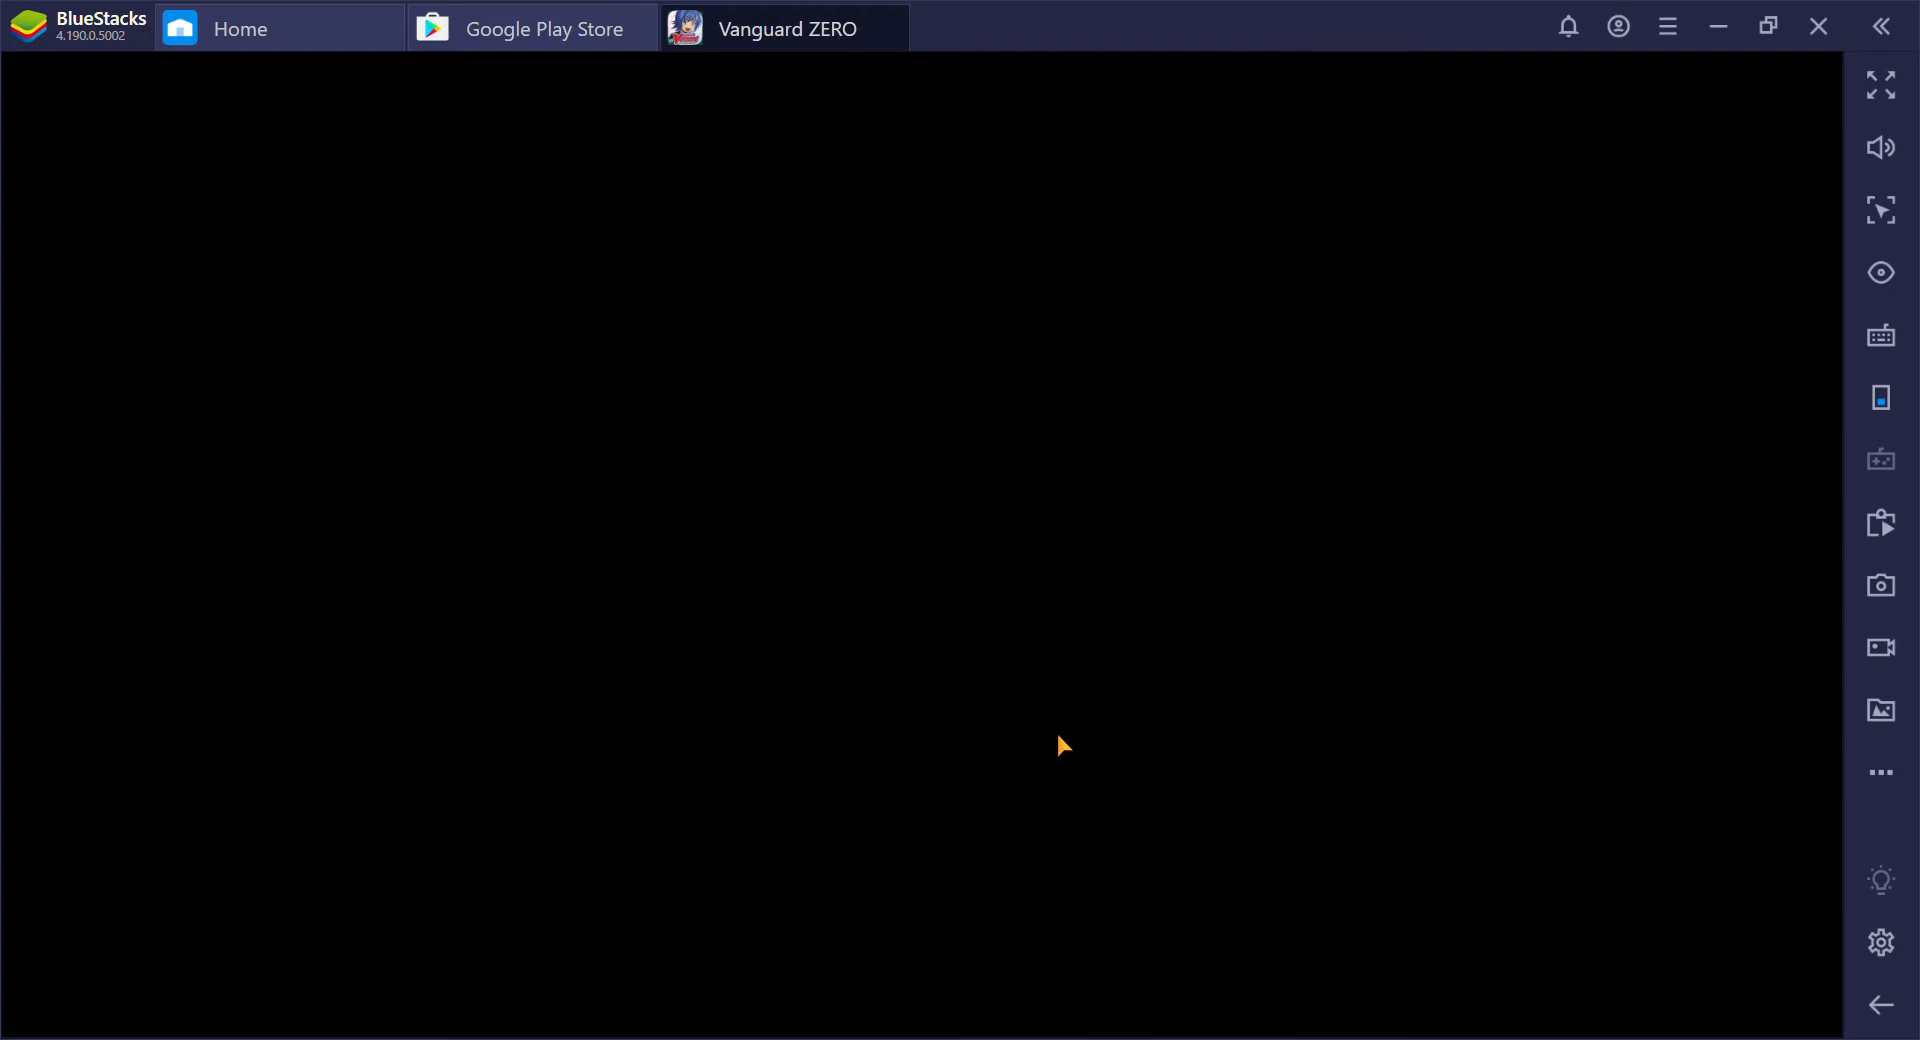 BlueStacks
4.190.0.5002
Home
Google Play Store
Vanguard ZERO